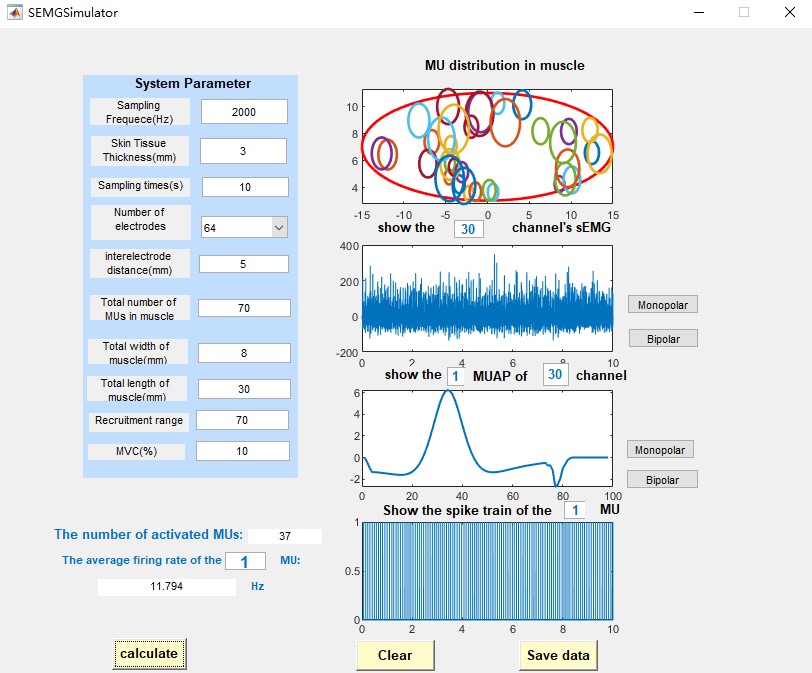 SEMGSimulator
System Parameter
Sampling
Frequece(Hz)
2000
Skin Tissue
Thickness(mm)
3
Sampling times(s)
10
Number of
electrodes
64
interelectrode
distance(mm)
5
Total number of
MUs in muscle
70
Total width of
muscle(mm)
8
Total length of
muscle(mm)
30
Recruitment range
70
MVC(%)
10
The number of activated MUs: 37
The average firing rate of the 1 MU:
11.794 Hz
calculate
MU distribution in muscle
10
8
6
4
-15 -10 -5 0 5 10 15
show the 30 channel's sEMG
400
200
0
-200
0 2 4 6 8 10
Monopolar
Bipolar
show the 1 MUAP of 30 channel
6
4
2
0
-2
0 20 40 60 80 100
Monopolar
Bipolar
Show the spike train of the 1 MU
1
0.5
0
0 2 4 6 8 10
Clear
Save data